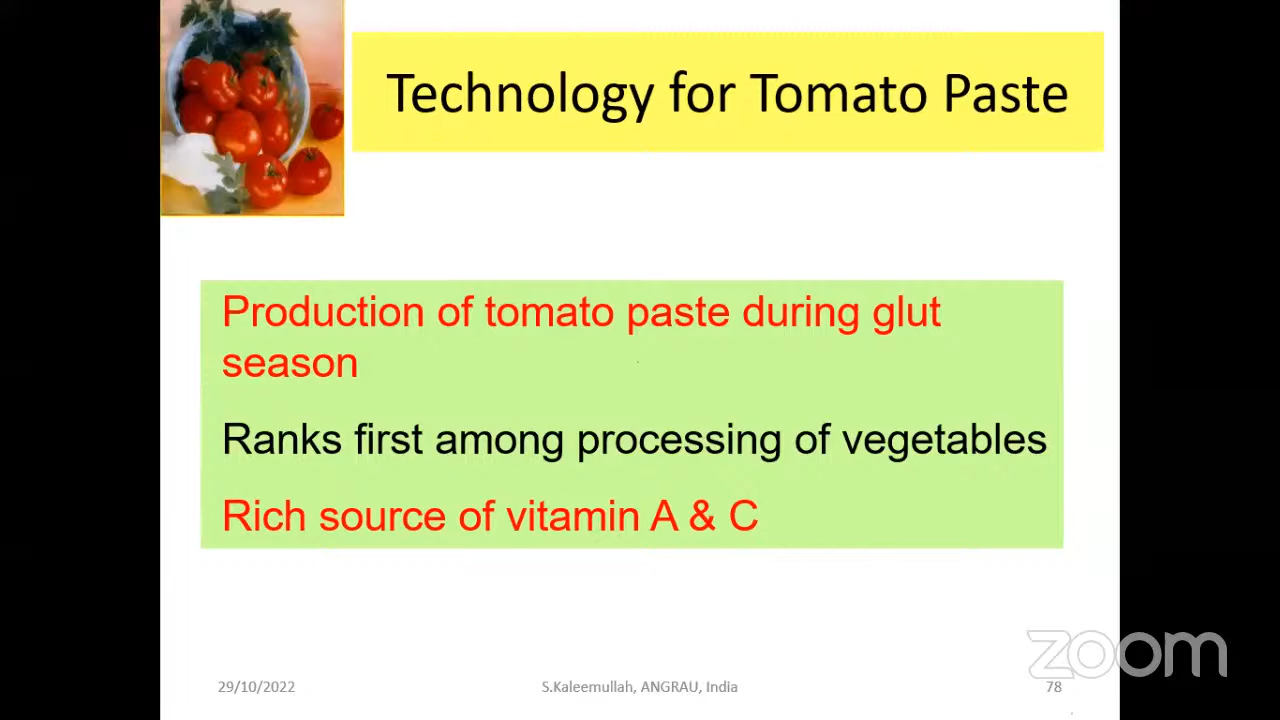 Technology for Tomato Paste
Production of tomato paste during glut
season
Ranks first among processing of vegetables
Rich source of vitamin A & C
zoom
29/10/2022
S.Kaleemullah, ANGRAU, India
78